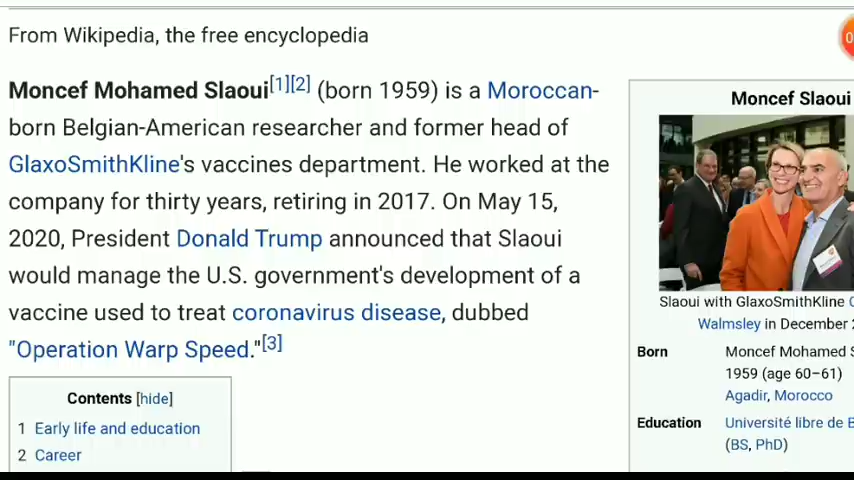 From Wikipedia, the free encyclopedia
Moncef Mohamed Slaoui[1][2] (born 1959) is a Moroccan-
born Belgian-American researcher and former head of
GlaxoSmithKline's vaccines department. He worked at the
company for thirty years, retiring in 2017. On May 15,
2020, President Donald Trump announced that Slaoui
would manage the U.S. government's development of a
vaccine used to treat coronavirus disease, dubbed
"Operation Warp Speed."[3]
Contents [hide]
1 Early life and education
2 Career
Moncef Slaoui
Slaoui with GlaxoSmithKline
Walmsley in December
Born
Moncef Mohamed S
1959 (age 60–61)
Agadir, Morocco
Education
Université libre de B
(BS, PhD)